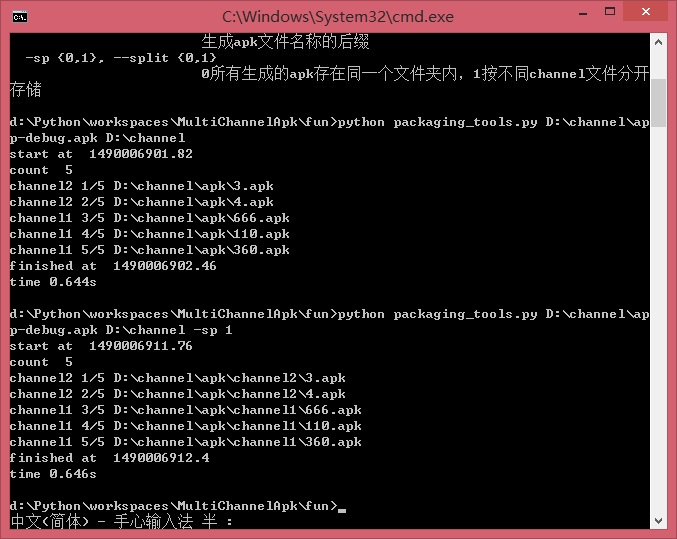 C:\Windows\System32\cmd.exe
生成apk文件名称的后缀
-sp {0,1}, --split {0,1}
0所有生成的apk存在同一个文件夹内，1按不同channel文件分开
存储
d:\Python\workspaces\MultiChannelApk\fun>python packaging_tools.py D:\channel\ap
p-debug.apk D:\channel
start at  1490006901.82
count  5
channel2 1/5 D:\channel\apk\3.apk
channel2 2/5 D:\channel\apk\4.apk
channel1 3/5 D:\channel\apk\666.apk
channel1 4/5 D:\channel\apk\110.apk
channel1 5/5 D:\channel\apk\360.apk
finished at  1490006902.46
time 0.644s
d:\Python\workspaces\MultiChannelApk\fun>python packaging_tools.py D:\channel\ap
p-debug.apk D:\channel -sp 1
start at  1490006911.76
count  5
channel2 1/5 D:\channel\apk\channel2\3.apk
channel2 2/5 D:\channel\apk\channel2\4.apk
channel1 3/5 D:\channel\apk\channel1\666.apk
channel1 4/5 D:\channel\apk\channel1\110.apk
channel1 5/5 D:\channel\apk\channel1\360.apk
finished at  1490006912.4
time 0.646s
d:\Python\workspaces\MultiChannelApk\fun>
中文(简体) - 手心输入法 半 :